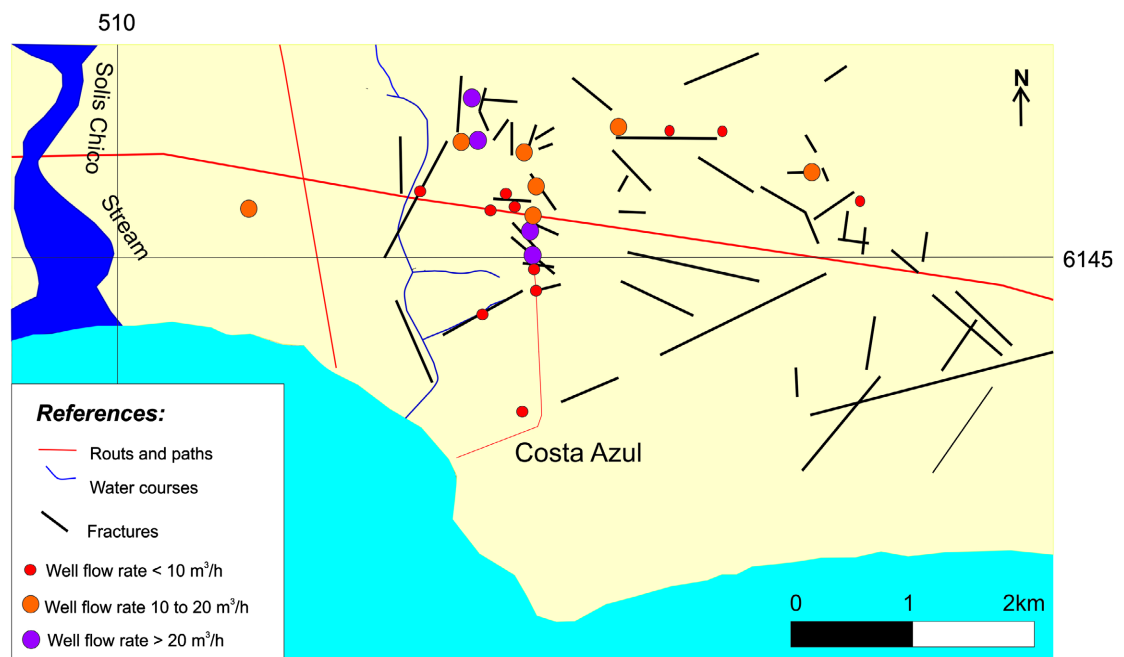 510
Solis Chico
Stream
N
6145
Costa Azul
References:
Routs and paths
Water courses
Fractures
Well flow rate < 10 m³/h
Well flow rate 10 to 20 m³/h
Well flow rate > 20 m³/h
0 1 2km